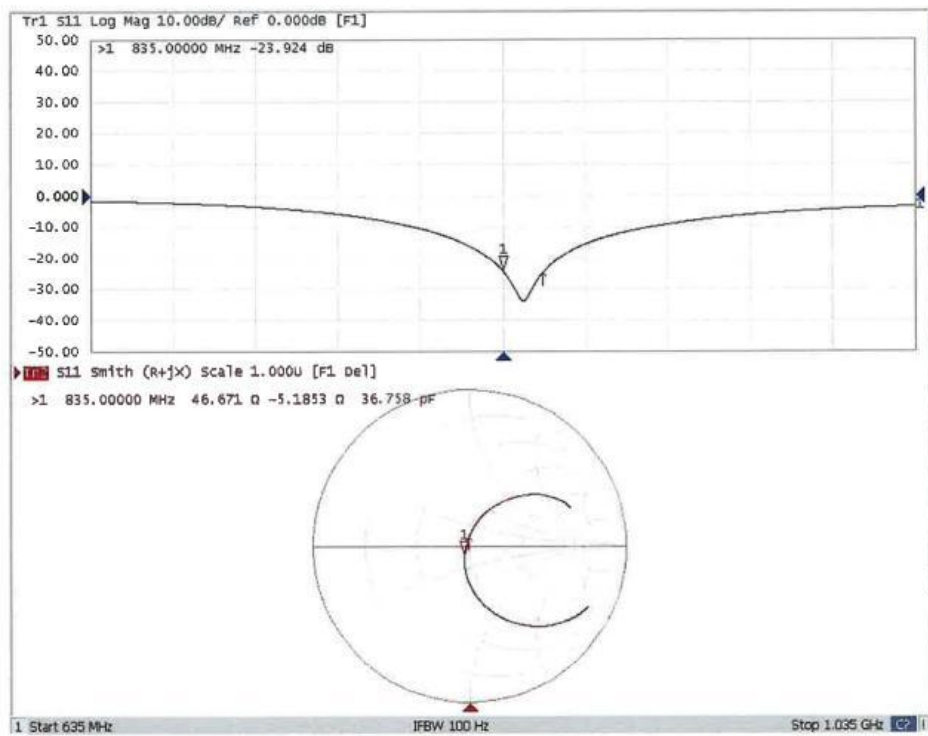 Tr1 S11 Log Mag 10.00dB/ Ref 0.000dB [F1]
50.00
>1 835.00000 MHz -23.924 dB
40.00
30.00
20.00
10.00
0.000
-10.00
1
-20.00
-30.00
-40.00
-50.00
S11 Smith (R+jX) Scale 1.000U [F1 Del]
>1 835.00000 MHz 46.671 Ω -5.1853 Ω 36.758 pF
1
1 Start 635 MHz
IFBW 100 Hz
Stop 1.035 GHz C?